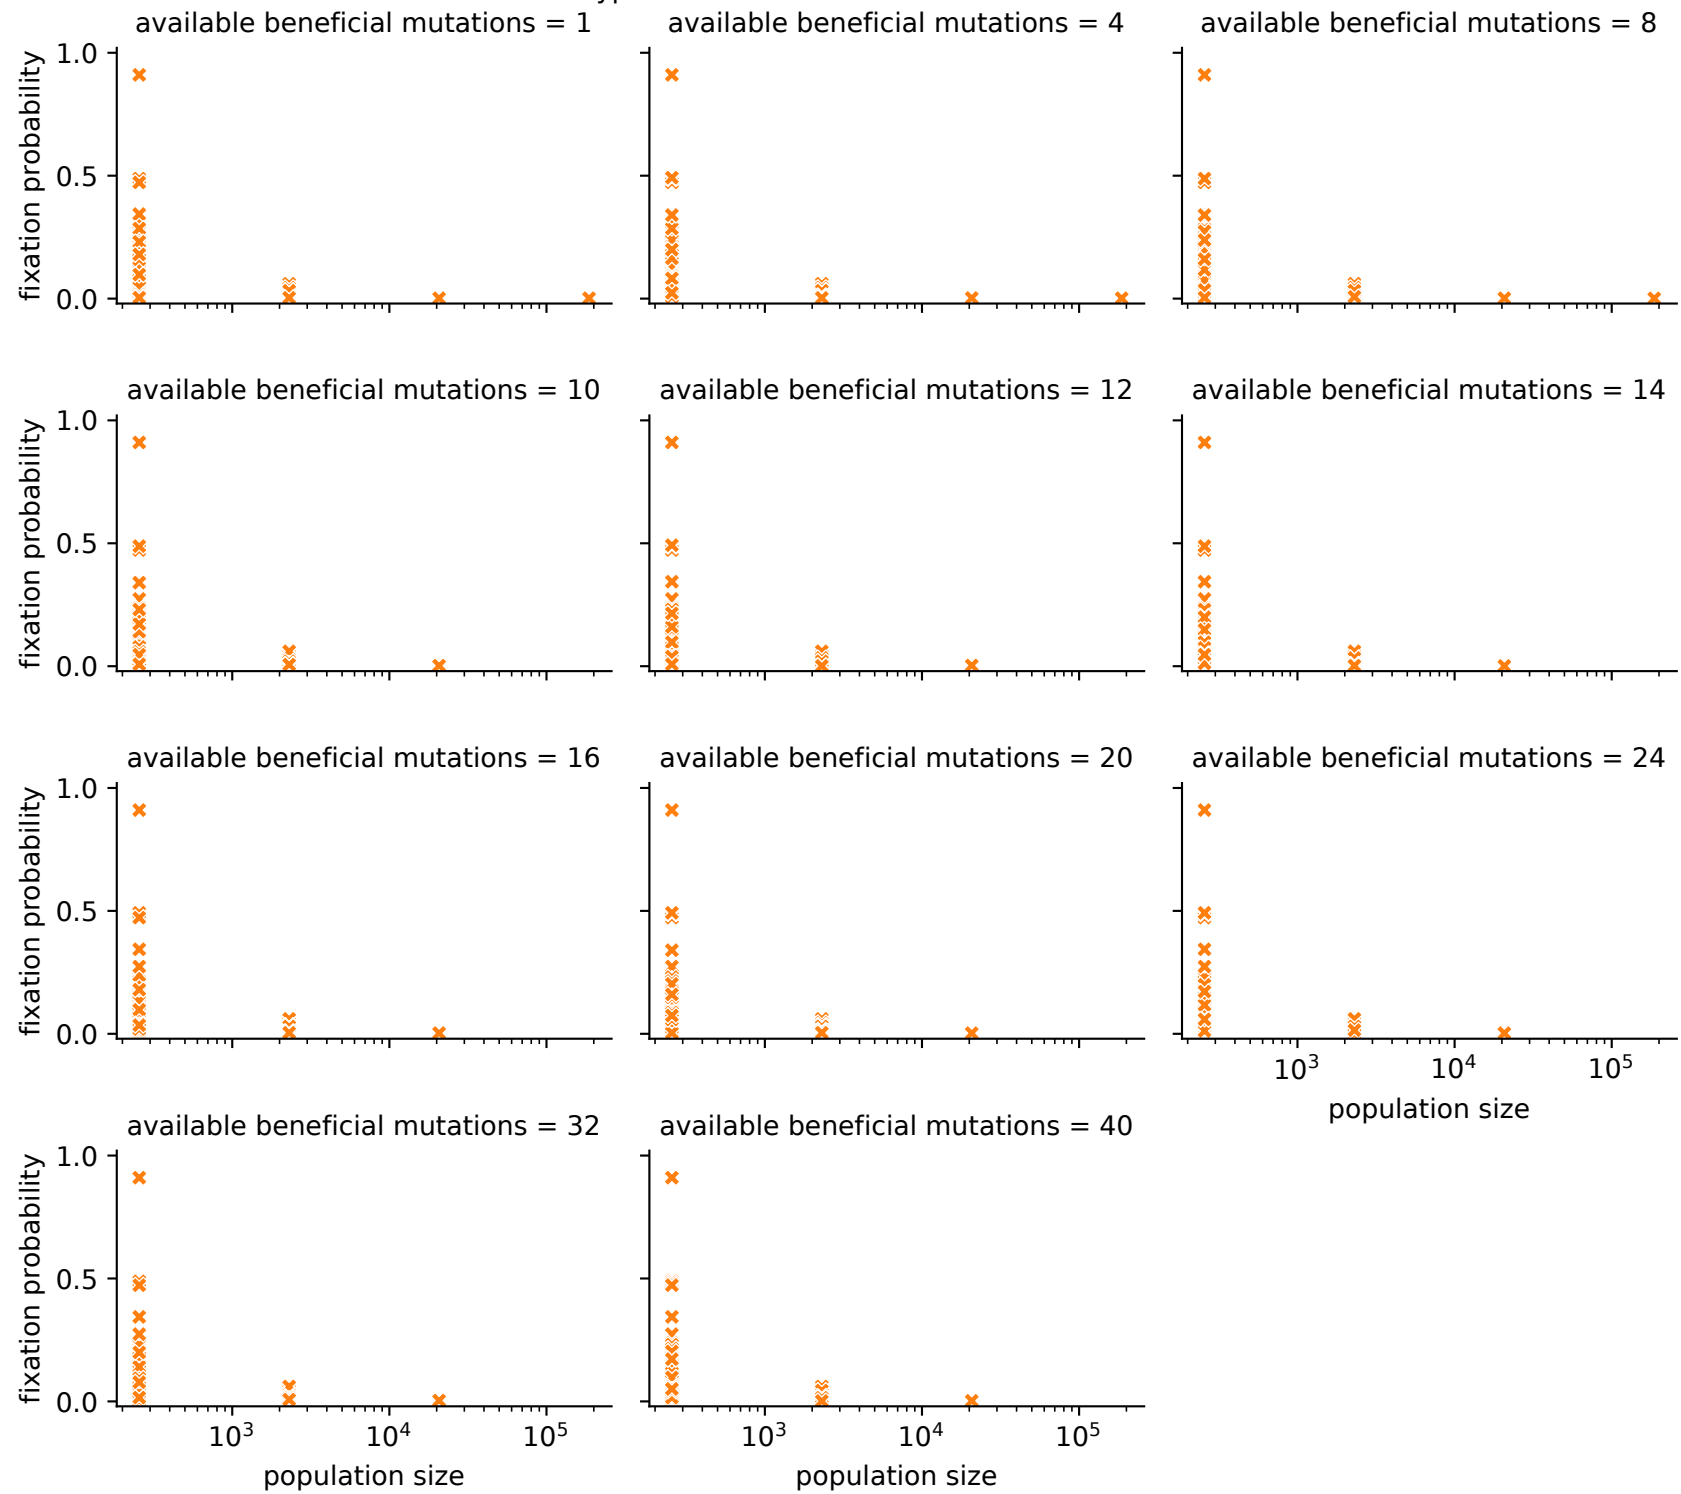 available beneficial mutations = 1
available beneficial mutations = 4
available beneficial mutations = 8
fixation probability
1.0
0.5
0.0
available beneficial mutations = 10
available beneficial mutations = 12
available beneficial mutations = 14
fixation probability
1.0
0.5
0.0
available beneficial mutations = 16
available beneficial mutations = 20
available beneficial mutations = 24
fixation probability
1.0
0.5
0.0
10³ 10⁴ 10⁵
population size
available beneficial mutations = 32
available beneficial mutations = 40
fixation probability
1.0
0.5
0.0
10³ 10⁴ 10⁵
10³ 10⁴ 10⁵
population size
population size